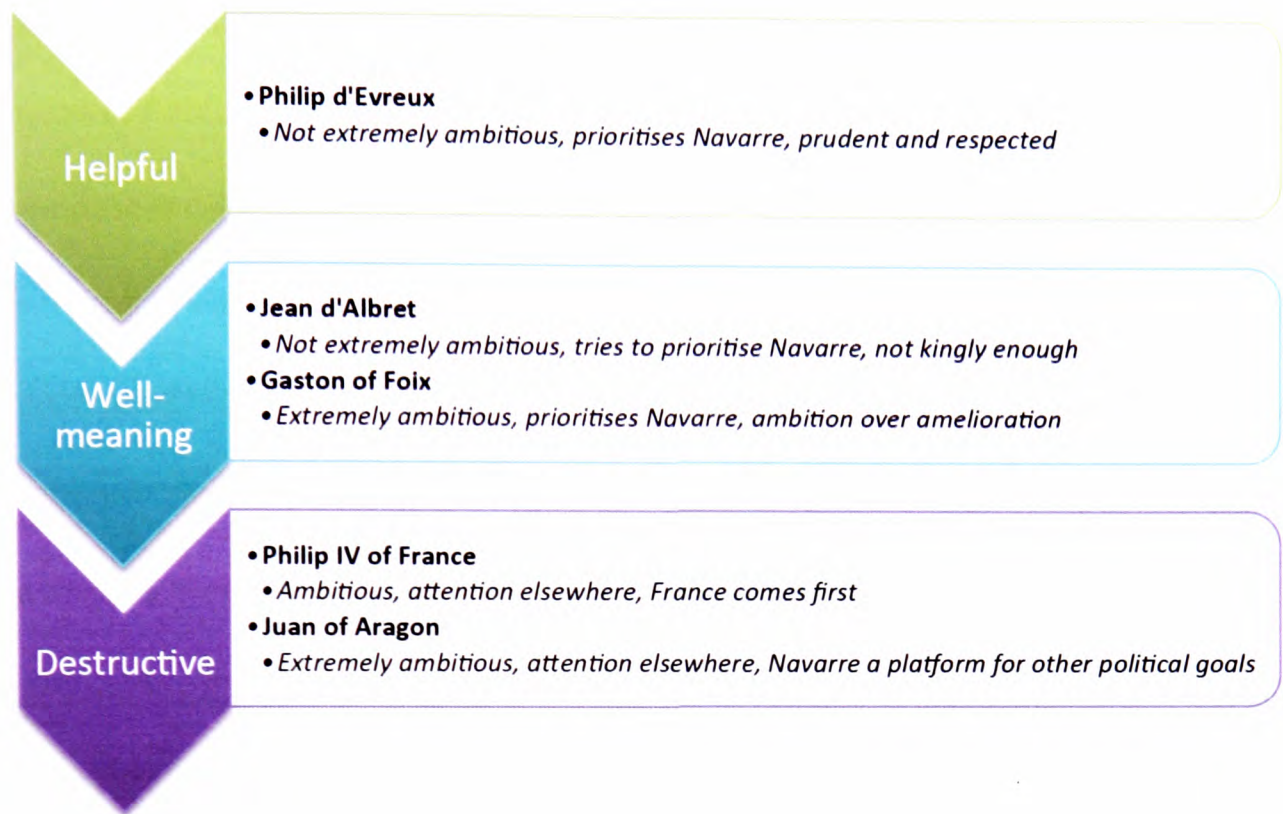 Helpful
•Philip d'Evreux
•Not extremely ambitious, prioritises Navarre, prudent and respected
Well-
meaning
•Jean d'Albret
•Not extremely ambitious, tries to prioritise Navarre, not kingly enough
•Gaston of Foix
•Extremely ambitious, prioritises Navarre, ambition over amelioration
Destructive
•Philip IV of France
•Ambitious, attention elsewhere, France comes first
•Juan of Aragon
•Extremely ambitious, attention elsewhere, Navarre a platform for other political goals